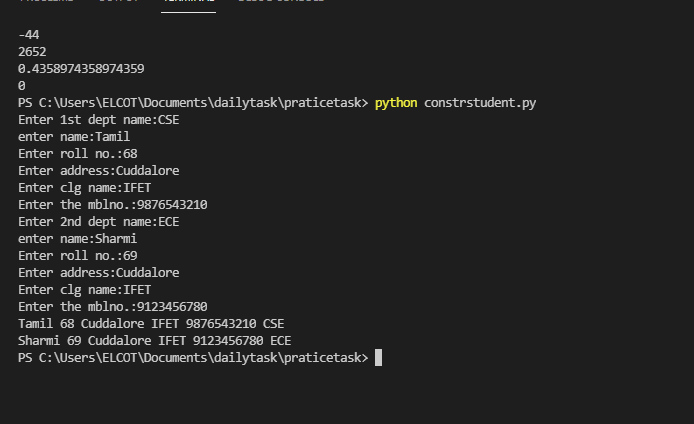 TERMINAL
-44
2652
0.4358974358974359
0
PS C:\Users\ELCOT\Documents\dailytask\praticetask> python constrstudent.py
Enter 1st dept name:CSE
enter name:Tamil
Enter roll no.:68
Enter address:Cuddalore
Enter clg name:IFET
Enter the mblno.:9876543210
Enter 2nd dept name:ECE
enter name:Sharmi
Enter roll no.:69
Enter address:Cuddalore
Enter clg name:IFET
Enter the mblno.:9123456780
Tamil 68 Cuddalore IFET 9876543210 CSE
Sharmi 69 Cuddalore IFET 9123456780 ECE
PS C:\Users\ELCOT\Documents\dailytask\praticetask>